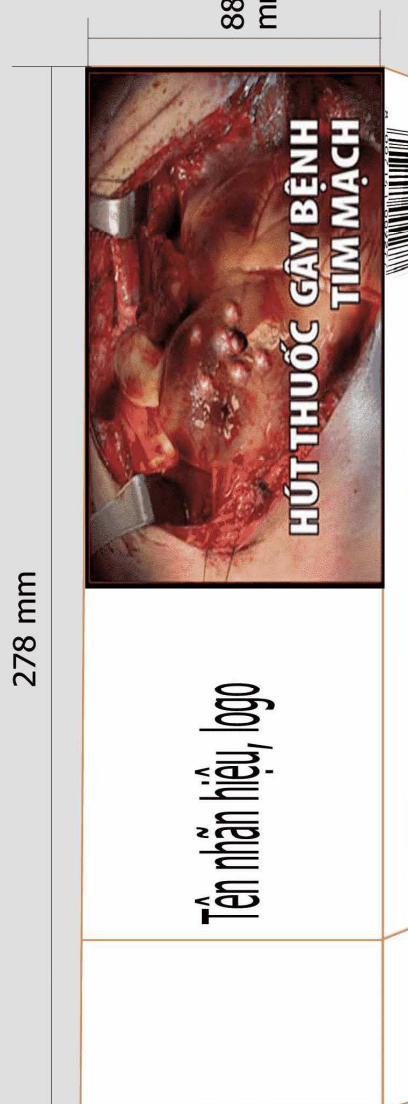 88
mm
HÚT THUỐC GÂY BỆNH
TIM MẠCH
278 mm
Tên nhãn hiệu, logo